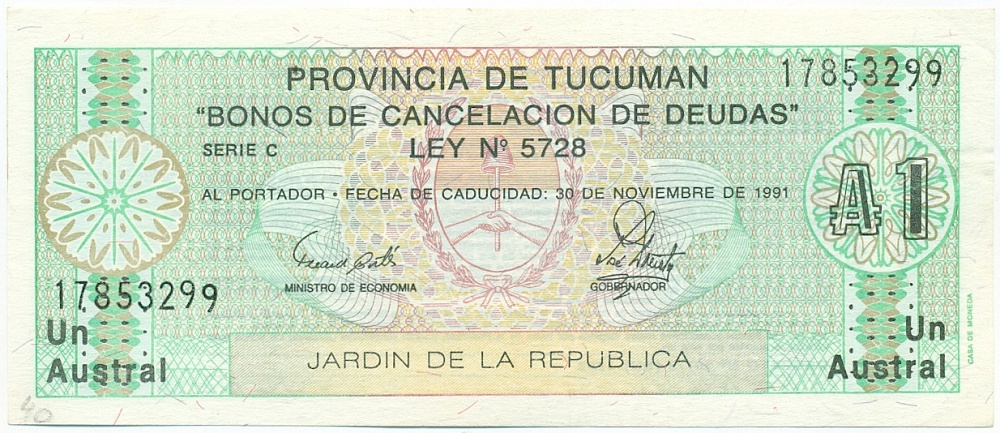 PROVINCIA DE TUCUMAN
17853299
"BONOS DE CANCELACION DE DEUDAS"
SERIE C
LEY Nº 5728
AL PORTADOR · FECHA DE CADUCIDAD: 30 DE NOVIEMBRE DE 1991
₳ 1
MINISTRO DE ECONOMIA
GOBERNADOR
17853299
Un
Austral
Un
Austral
JARDIN DE LA REPUBLICA
CASA DE MONEDA
40